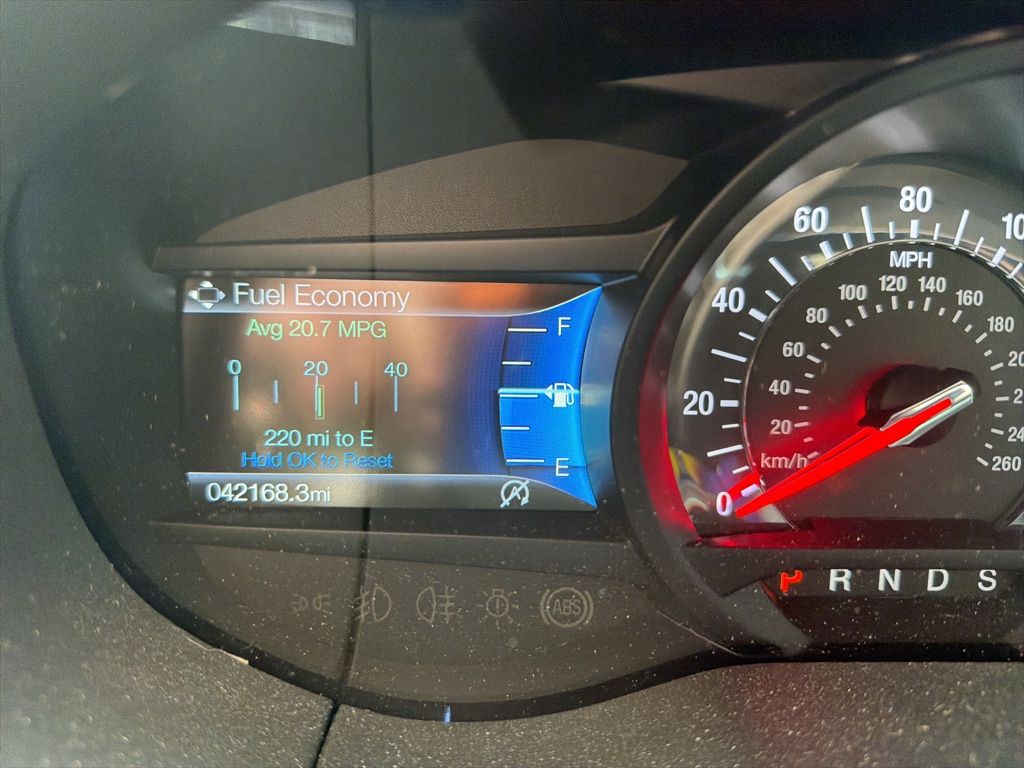 Fuel Economy
Avg 20.7 MPG
0 20 40
220 mi to E
Hold OK to Reset
042168.3mi
F
E
0 20 40 60 80
MPH
km/h 20 40 60 80 100 120 140 160 180 260
P R N D S
ABS